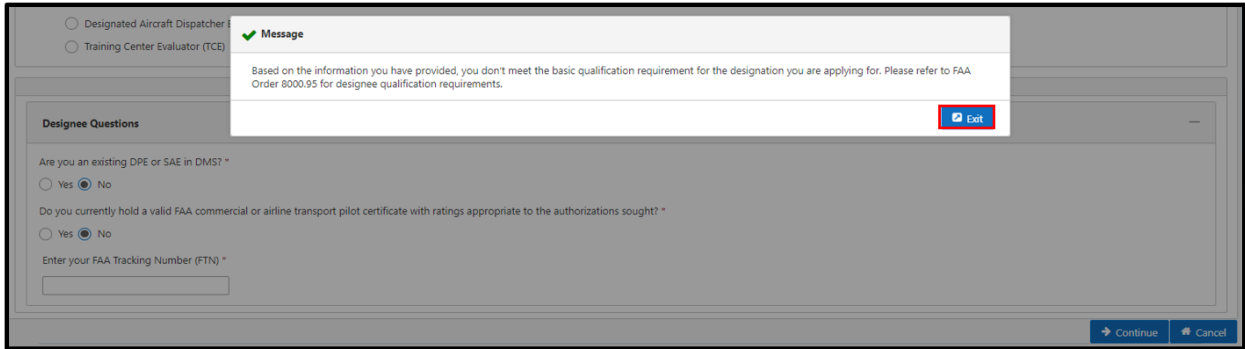 Designated Aircraft Dispatcher
Training Center Evaluator (TCE)
Message
Based on the information you have provided, you don't meet the basic qualification requirement for the designation you are applying for. Please refer to FAA
Order 8000.95 for designee qualification requirements.
Exit
Designee Questions
Are you an existing DPE or SAE in DMS? *
Yes No
Do you currently hold a valid FAA commercial or airline transport pilot certificate with ratings appropriate to the authorizations sought? *
Yes No
Enter your FAA Tracking Number (FTN) *
Continue Cancel